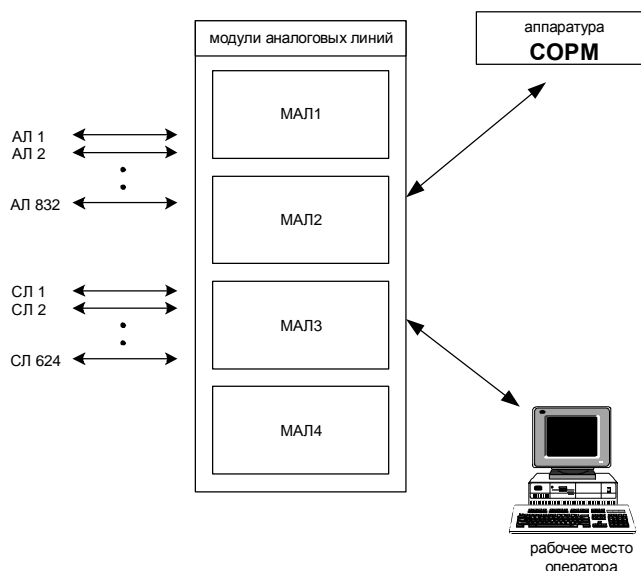 модули аналоговых линий
аппаратура
СОРМ
МАЛ1
АЛ 1
АЛ 2
АЛ 832
МАЛ2
СЛ 1
СЛ 2
СЛ 624
МАЛ3
МАЛ4
рабочее место
оператора